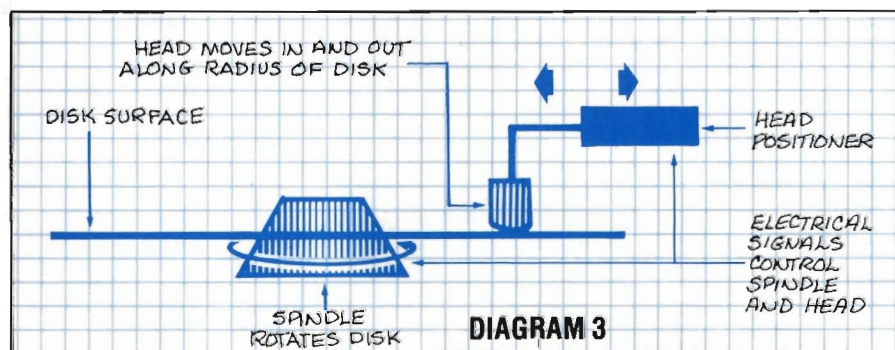 HEAD MOVES IN AND OUT
ALONG RADIUS OF DISK
DISK SURFACE
HEAD
POSITIONER
ELECTRICAL
SIGNALS
CONTROL
SPINDLE
AND HEAD
SPINDLE
ROTATES DISK
DIAGRAM 3